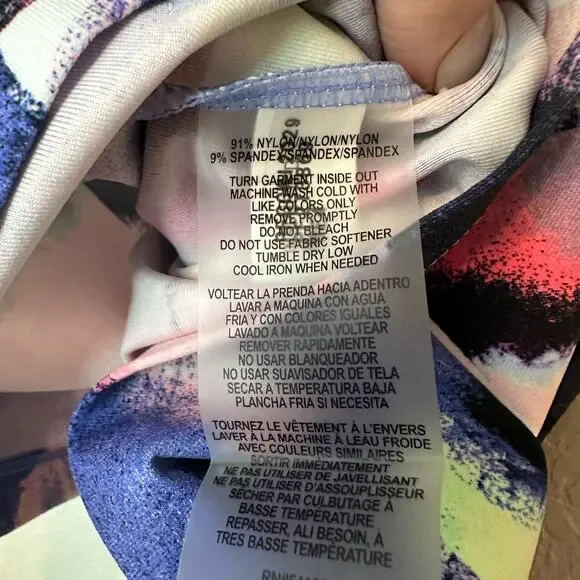 91% NYLON/NYLON/NYLON
9% SPANDEX/SPANDEX/SPANDEX
TURN GARMENT INSIDE OUT
MACHINE WASH COLD WITH
LIKE COLORS ONLY
REMOVE PROMPTLY
DO NOT BLEACH
DO NOT USE FABRIC SOFTENER
TUMBLE DRY LOW
COOL IRON WHEN NEEDED
VOLTEAR LA PRENDA HACIA ADENTRO
LAVAR A MAQUINA CON AGUA
FRIA Y CON COLORES IGUALES
LAVADO A MAQUINA VOLTEAR
REMOVER RAPIDAMENTE
NO USAR BLANQUEADOR
NO USAR SUAVISADOR DE TELA
SECAR A TEMPERATURA BAJA
PLANCHA FRIA SI NECESITA
TOURNEZ LE VÊTEMENT À L'ENVERS
LAVER À LA MACHINE À LEAU FROIDE
AVEC COULEURS SIMILAIRES
SORTIR IMMÉDIATEMENT
NE PAS UTILISER DE JAVELLISANT
NE PAS UTILISER D'ASSOUPLISSEUR
SÉCHER PAR CULBUTAGE À
BASSE TEMPÉRATURE
REPASSER, ALI BESOIN, À
TRES BASSE TEMPÉRATURE